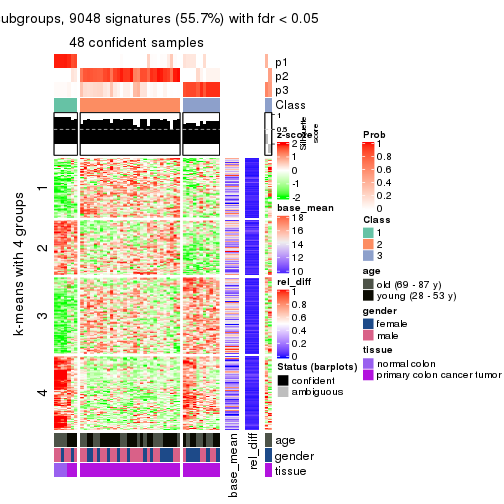 ubgroups, 9048 signatures (55.7%) with fdr < 0.05
48 confident samples
p1
p2
p3
Class
1
0.5
0
Silhouette
score
z-score
2
1
0
-1
-2
base_mean
18
16
14
12
10
rel_diff
1
0.8
0.6
0.4
0.2
0
Status (barplots)
confident
ambiguous
Prob
1
0.8
0.6
0.4
0.2
0
Class
1
2
3
age
old (69 - 87 y)
young (28 - 53 y)
gender
female
male
tissue
normal colon
primary colon cancer tumor
k-means with 4 groups
1
2
3
4
base_mean
rel_diff
age
gender
tissue